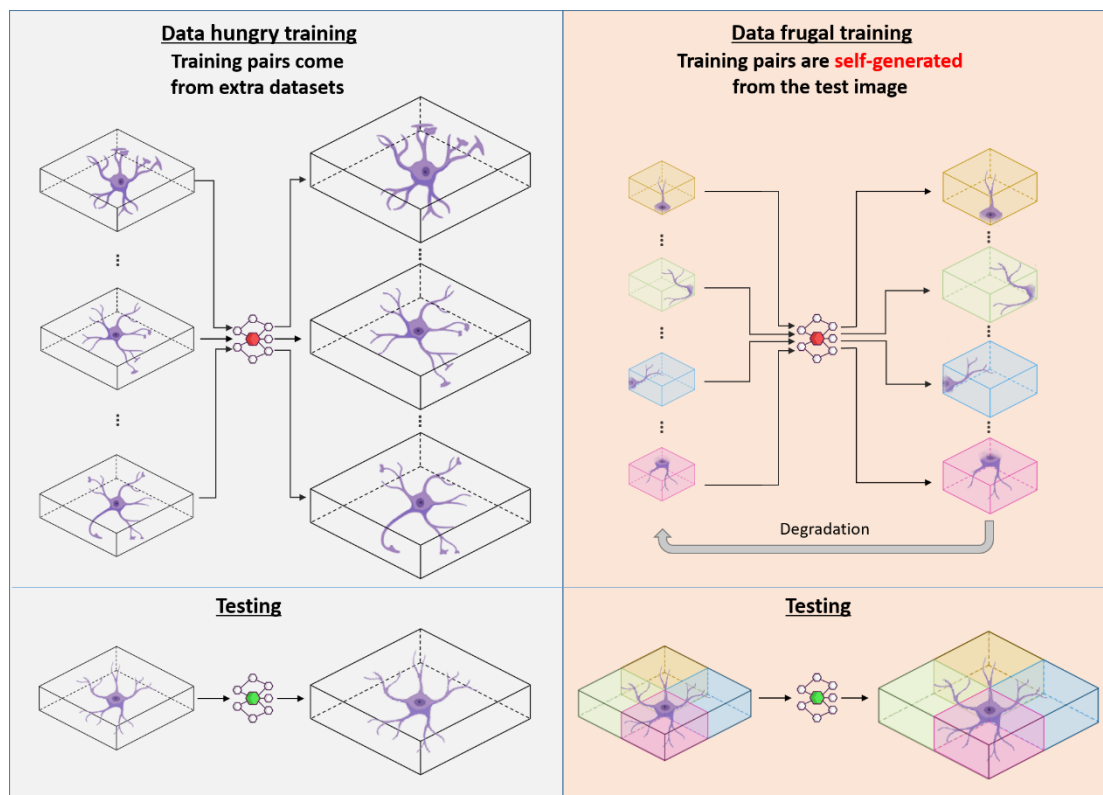 Data hungry training
Training pairs come
from extra datasets
Data frugal training
Training pairs are self-generated
from the test image
Degradation
Testing
Testing